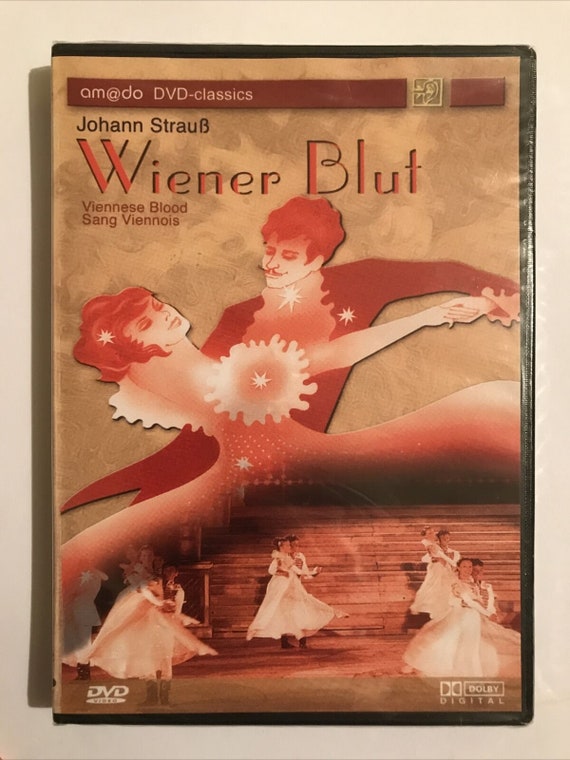 am@do DVD-classics
Johann Strauß
Wiener Blut
Viennese Blood
Sang Viennois
DVD
VIDEO
DOLBY
DIGITAL